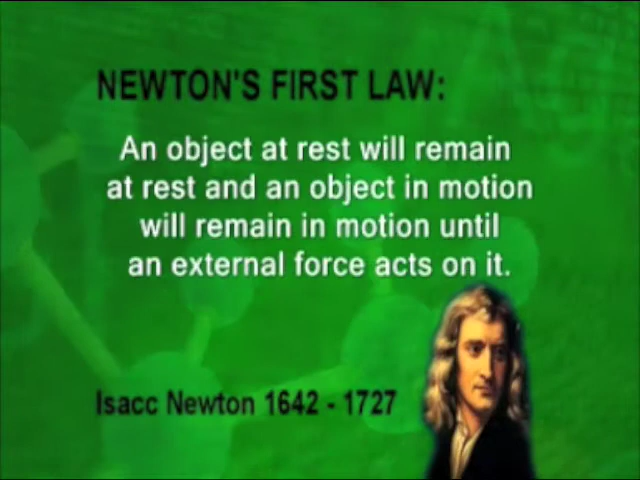 NEWTON'S FIRST LAW:
An object at rest will remain
at rest and an object in motion
will remain in motion until
an external force acts on it.
Isacc Newton 1642 - 1727